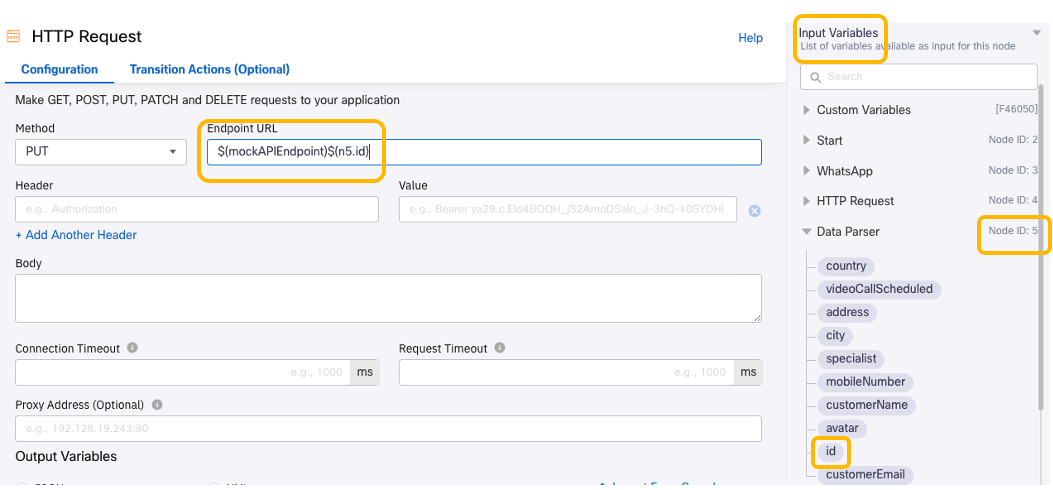 HTTP Request
Help
Configuration
Transition Actions (Optional)
Make GET, POST, PUT, PATCH and DELETE requests to your application
Method
Endpoint URL
PUT
$(mockAPIEndpoint)$(n5.id)
Header
Value
e.g., Authorization
e.g., Bearer ya29.c.Elo4BQQH_jS2AmoDSaIn_J-3hQ-k0SYDHI
+ Add Another Header
Body
Connection Timeout
Request Timeout
e.g., 1000
ms
e.g., 1000
ms
Proxy Address (Optional)
e.g., 192.128.19.243:80
Output Variables
Input Variables
List of variables available as input for this node
Search
Custom Variables
[F46050]
Start
Node ID: 2
WhatsApp
Node ID: 3
HTTP Request
Node ID: 4
Data Parser
Node ID: 5
country
videoCallScheduled
address
city
specialist
mobileNumber
customerName
avatar
id
customerEmail